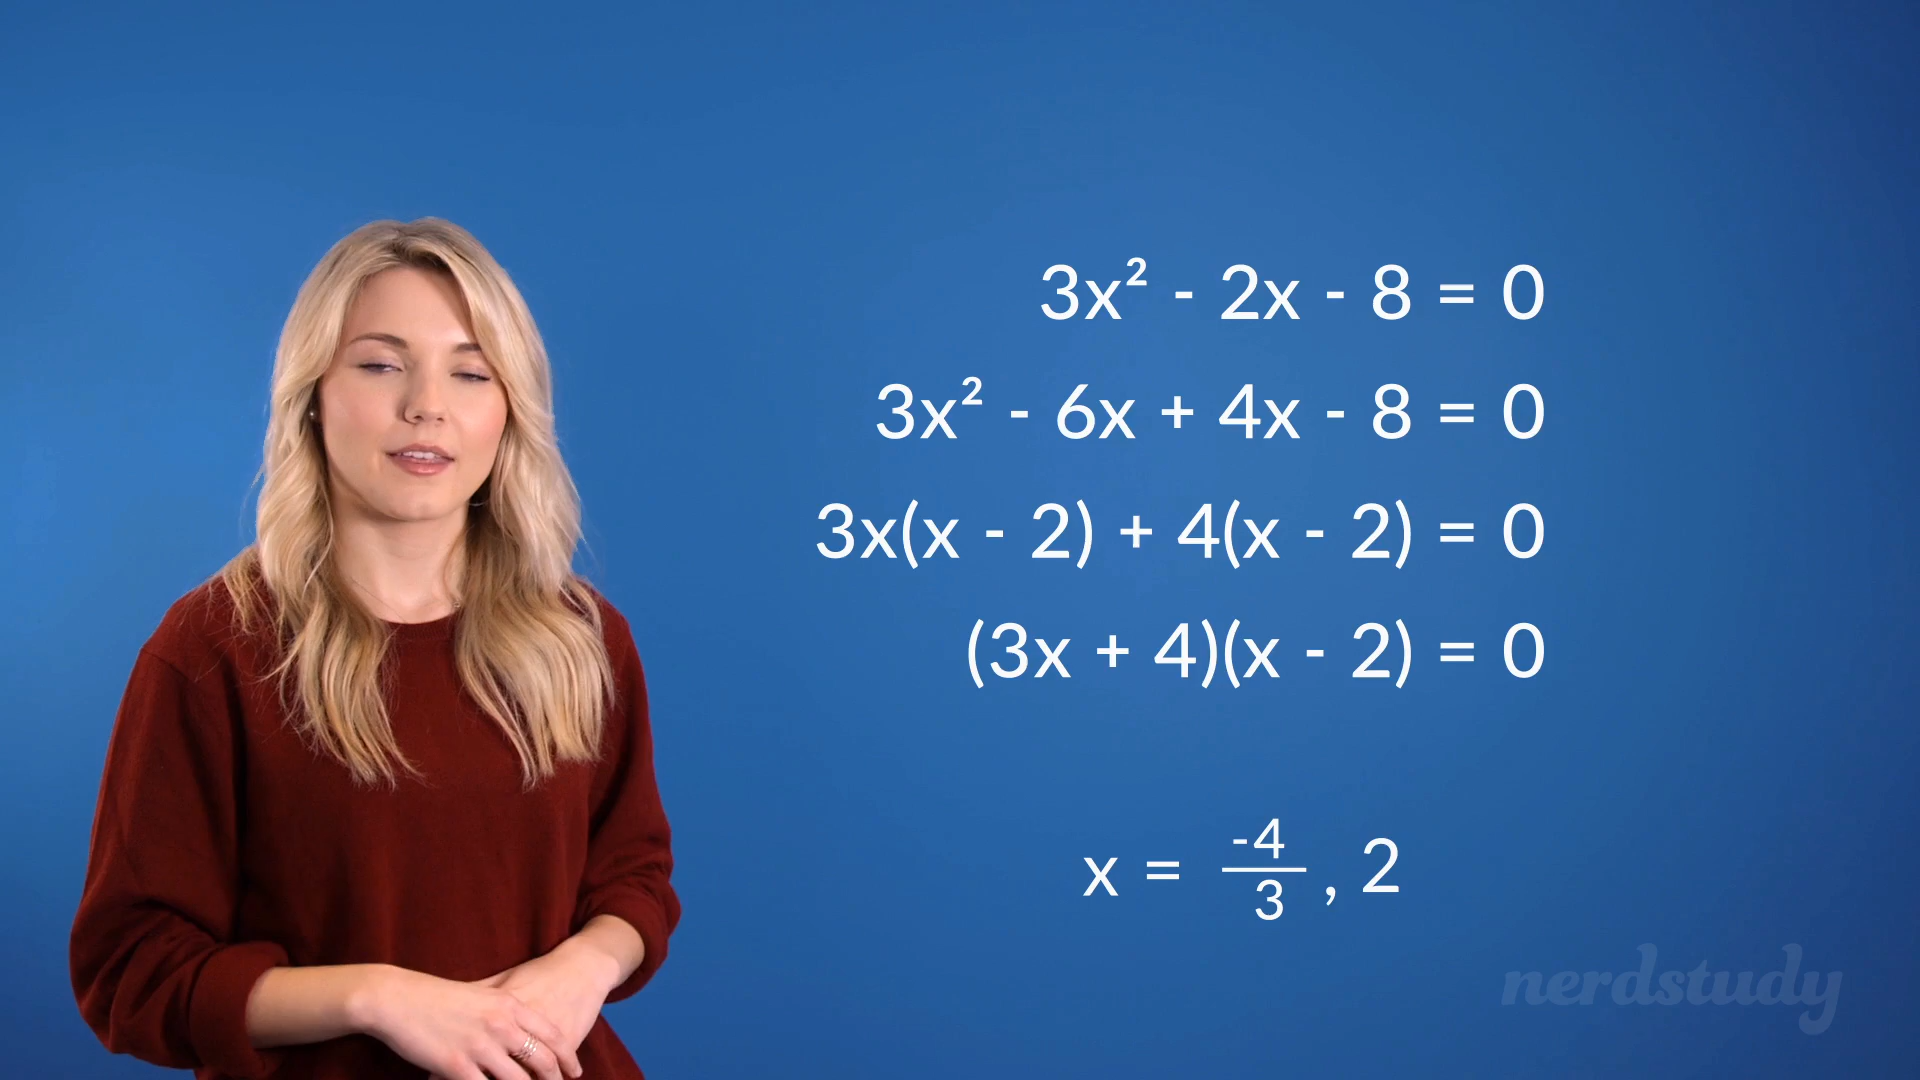 3x² - 2x - 8 = 0
3x² - 6x + 4x - 8 = 0
3x(x - 2) + 4(x - 2) = 0
(3x + 4)(x - 2) = 0
x = -4/3 , 2
nerdstudy